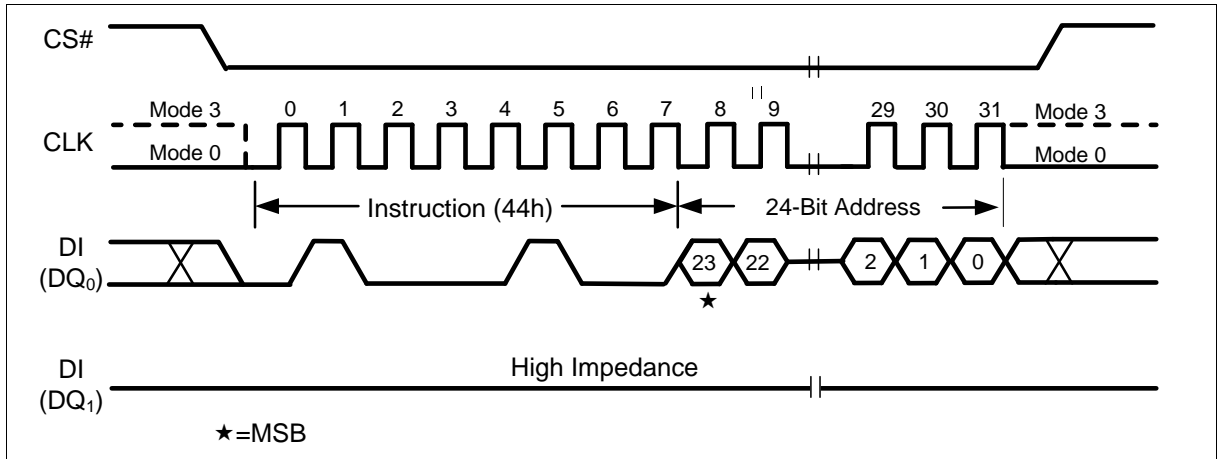 CS#
CLK
Mode 3
Mode 0
0 1 2 3 4 5 6 7 8 9 29 30 31
Mode 3
Mode 0
Instruction (44h)
24-Bit Address
DI
(DQ₀)
23 22 2 1 0
★
DI
(DQ₁)
High Impedance
★=MSB